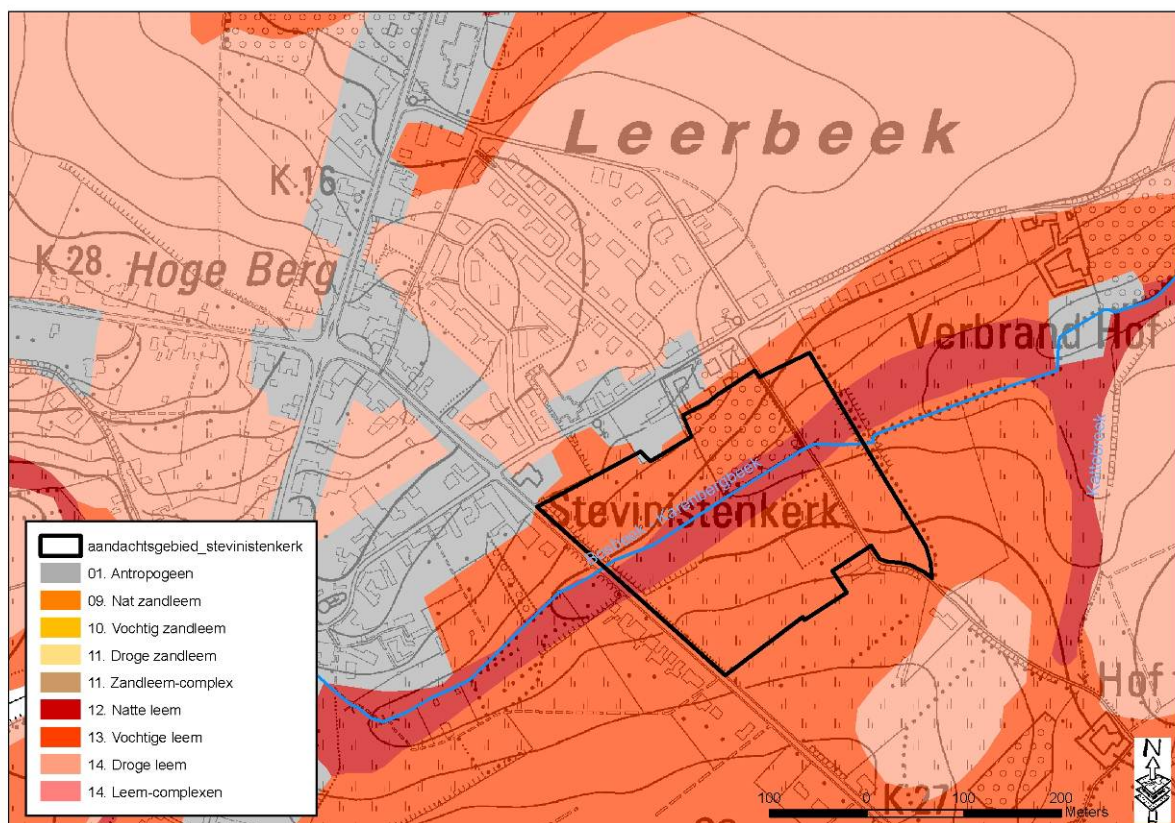 Leerbeek
K 16
K 28
Hoge Berg
Verbrand Hof
Kattebroek
Stevinistenkerk
Hof
K 27
aandachtsgebied_stevinistenkerk
01. Antropogeen
09. Nat zandleem
10. Vochtig zandleem
11. Droge zandleem
11. Zandleem-complex
12. Natte leem
13. Vochtige leem
14. Droge leem
14. Leem-complexen
100 0 100 200
Meters
N